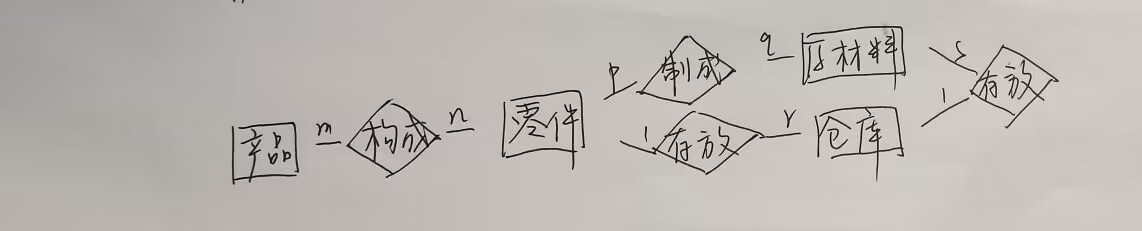 产品 m 构成 n 零件
p 制成 q 原材料 s
1 存放 r 仓库 1 存放